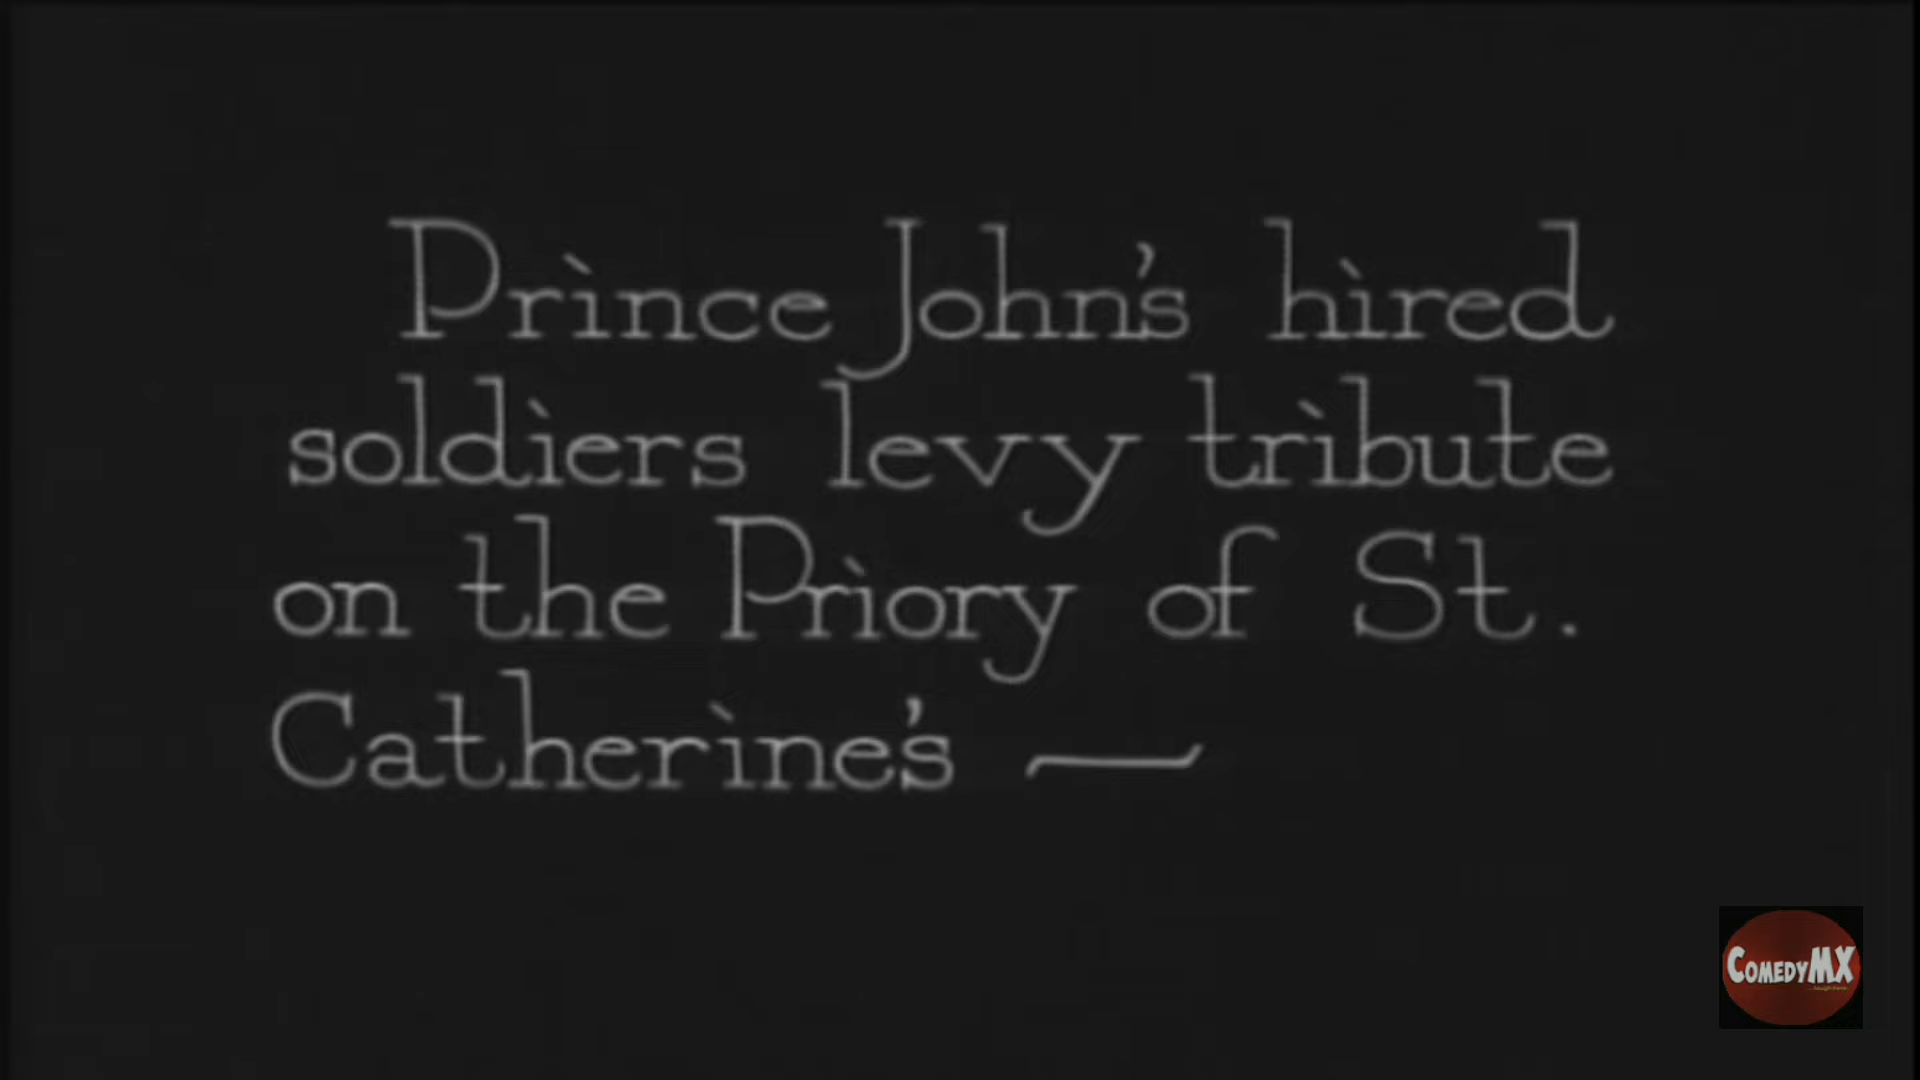 Prince John's hired
soldiers levy tribute
on the Priory of St.
Catherine's —
COMEDYMX